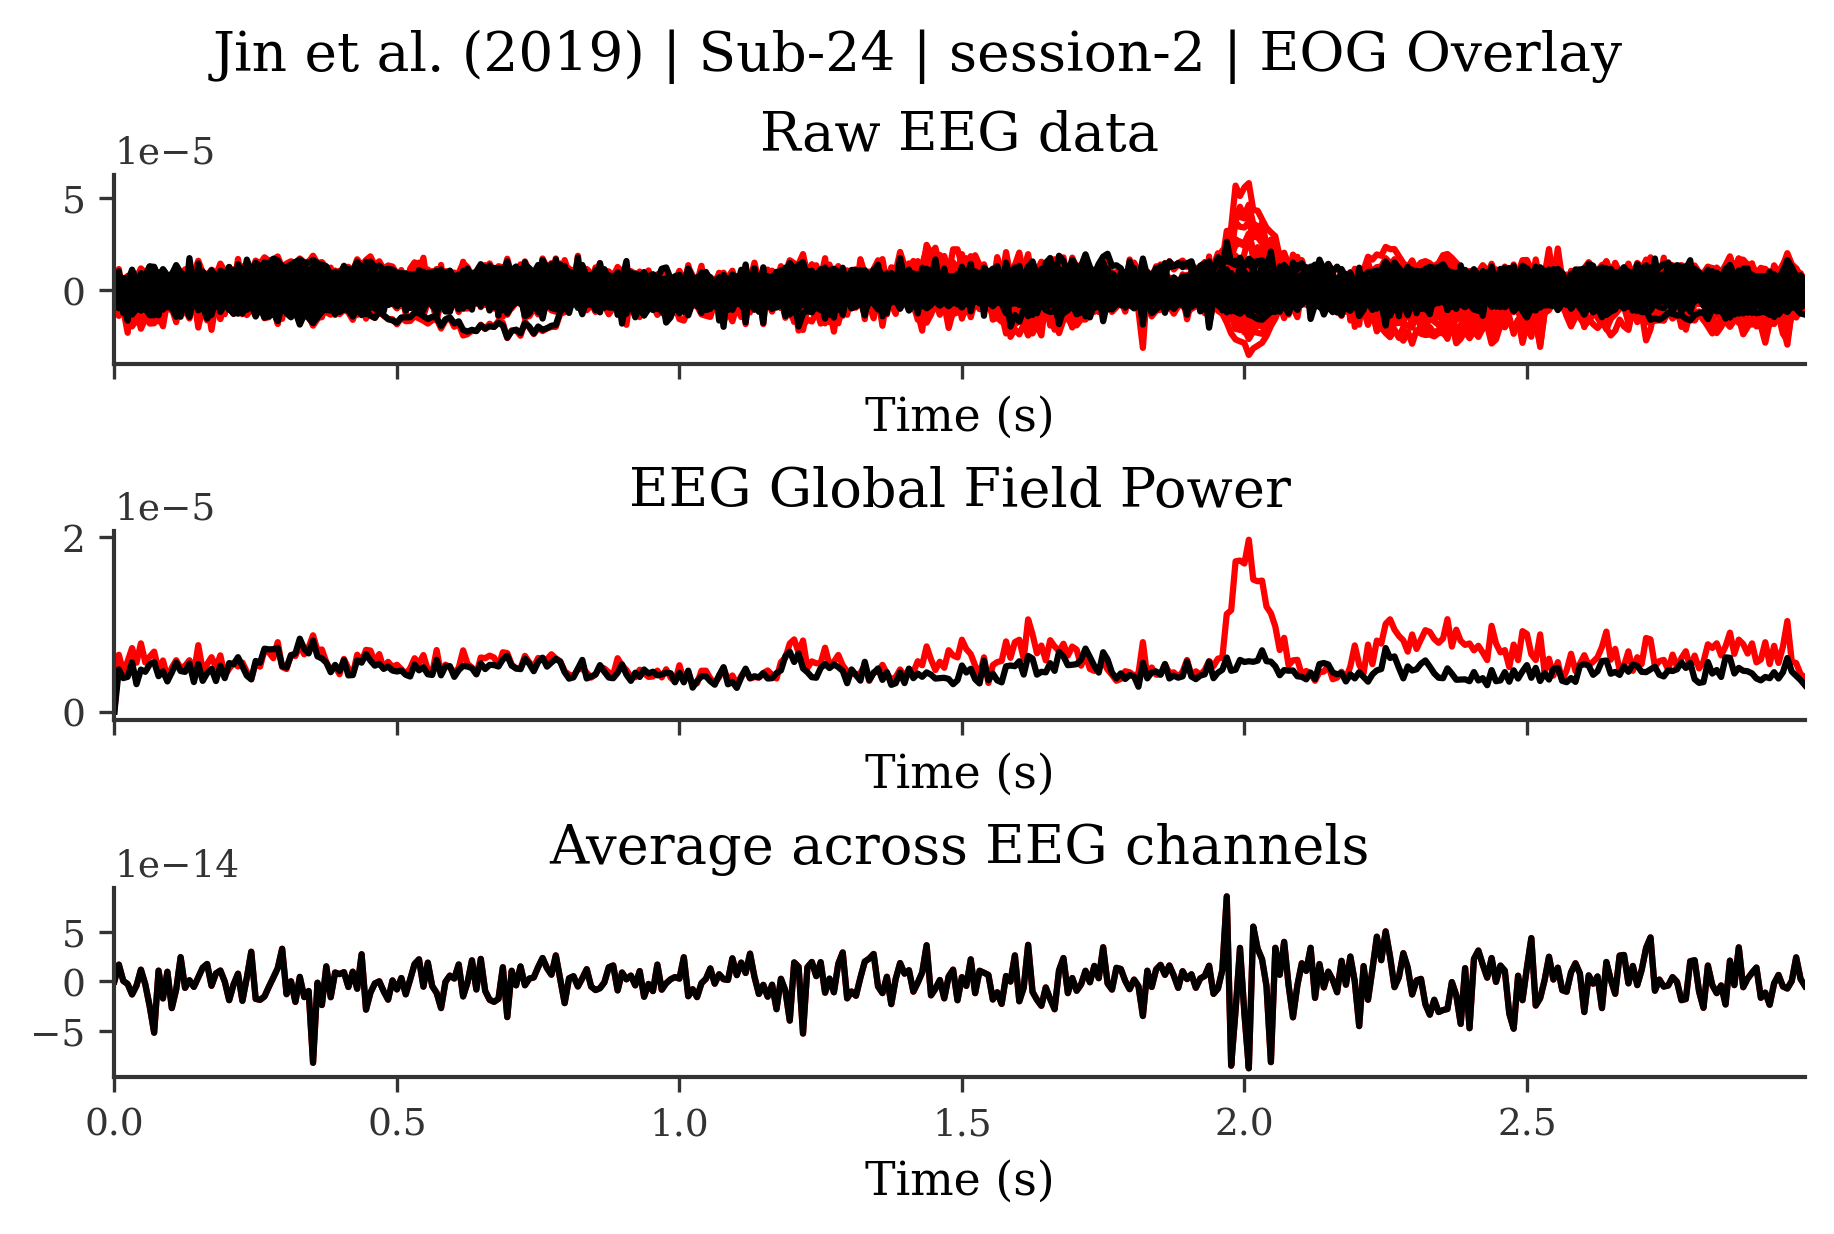 Jin et al. (2019) | Sub-24 | session-2 | EOG Overlay
Raw EEG data
1e−5
5
0
Time (s)
EEG Global Field Power
1e−5
2
0
Time (s)
Average across EEG channels
1e−14
5
0
−5
0.0 0.5 1.0 1.5 2.0 2.5
Time (s)